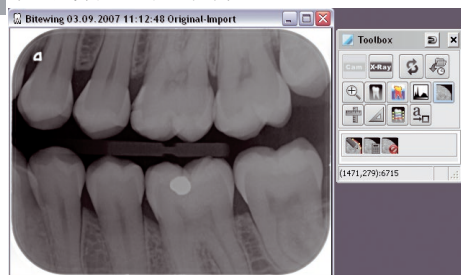 Bitewing 03.09.2007 11:12:48 Original-Import
Toolbox
Cam
X-Ray
a
(1471,279):6715